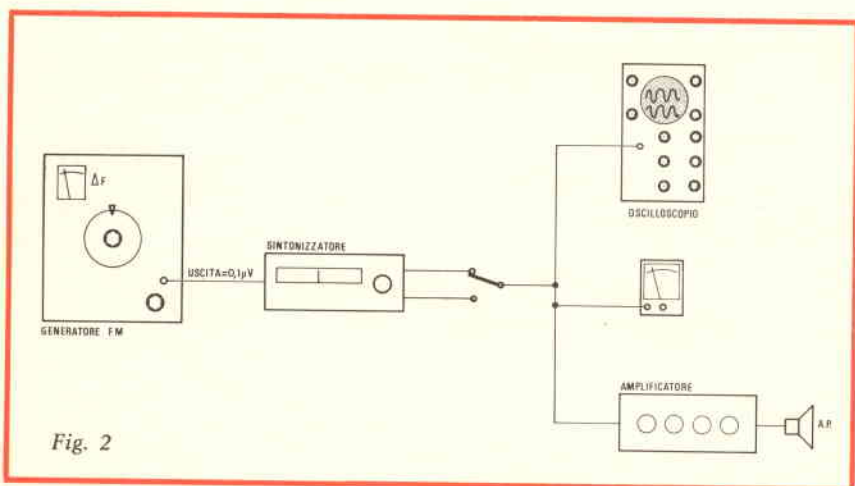 ΔF
OSCILLOSCOPIO
SINTONIZZATORE
USCITA=0,1µV
GENERATORE FM
AMPLIFICATORE
A.P.
Fig. 2